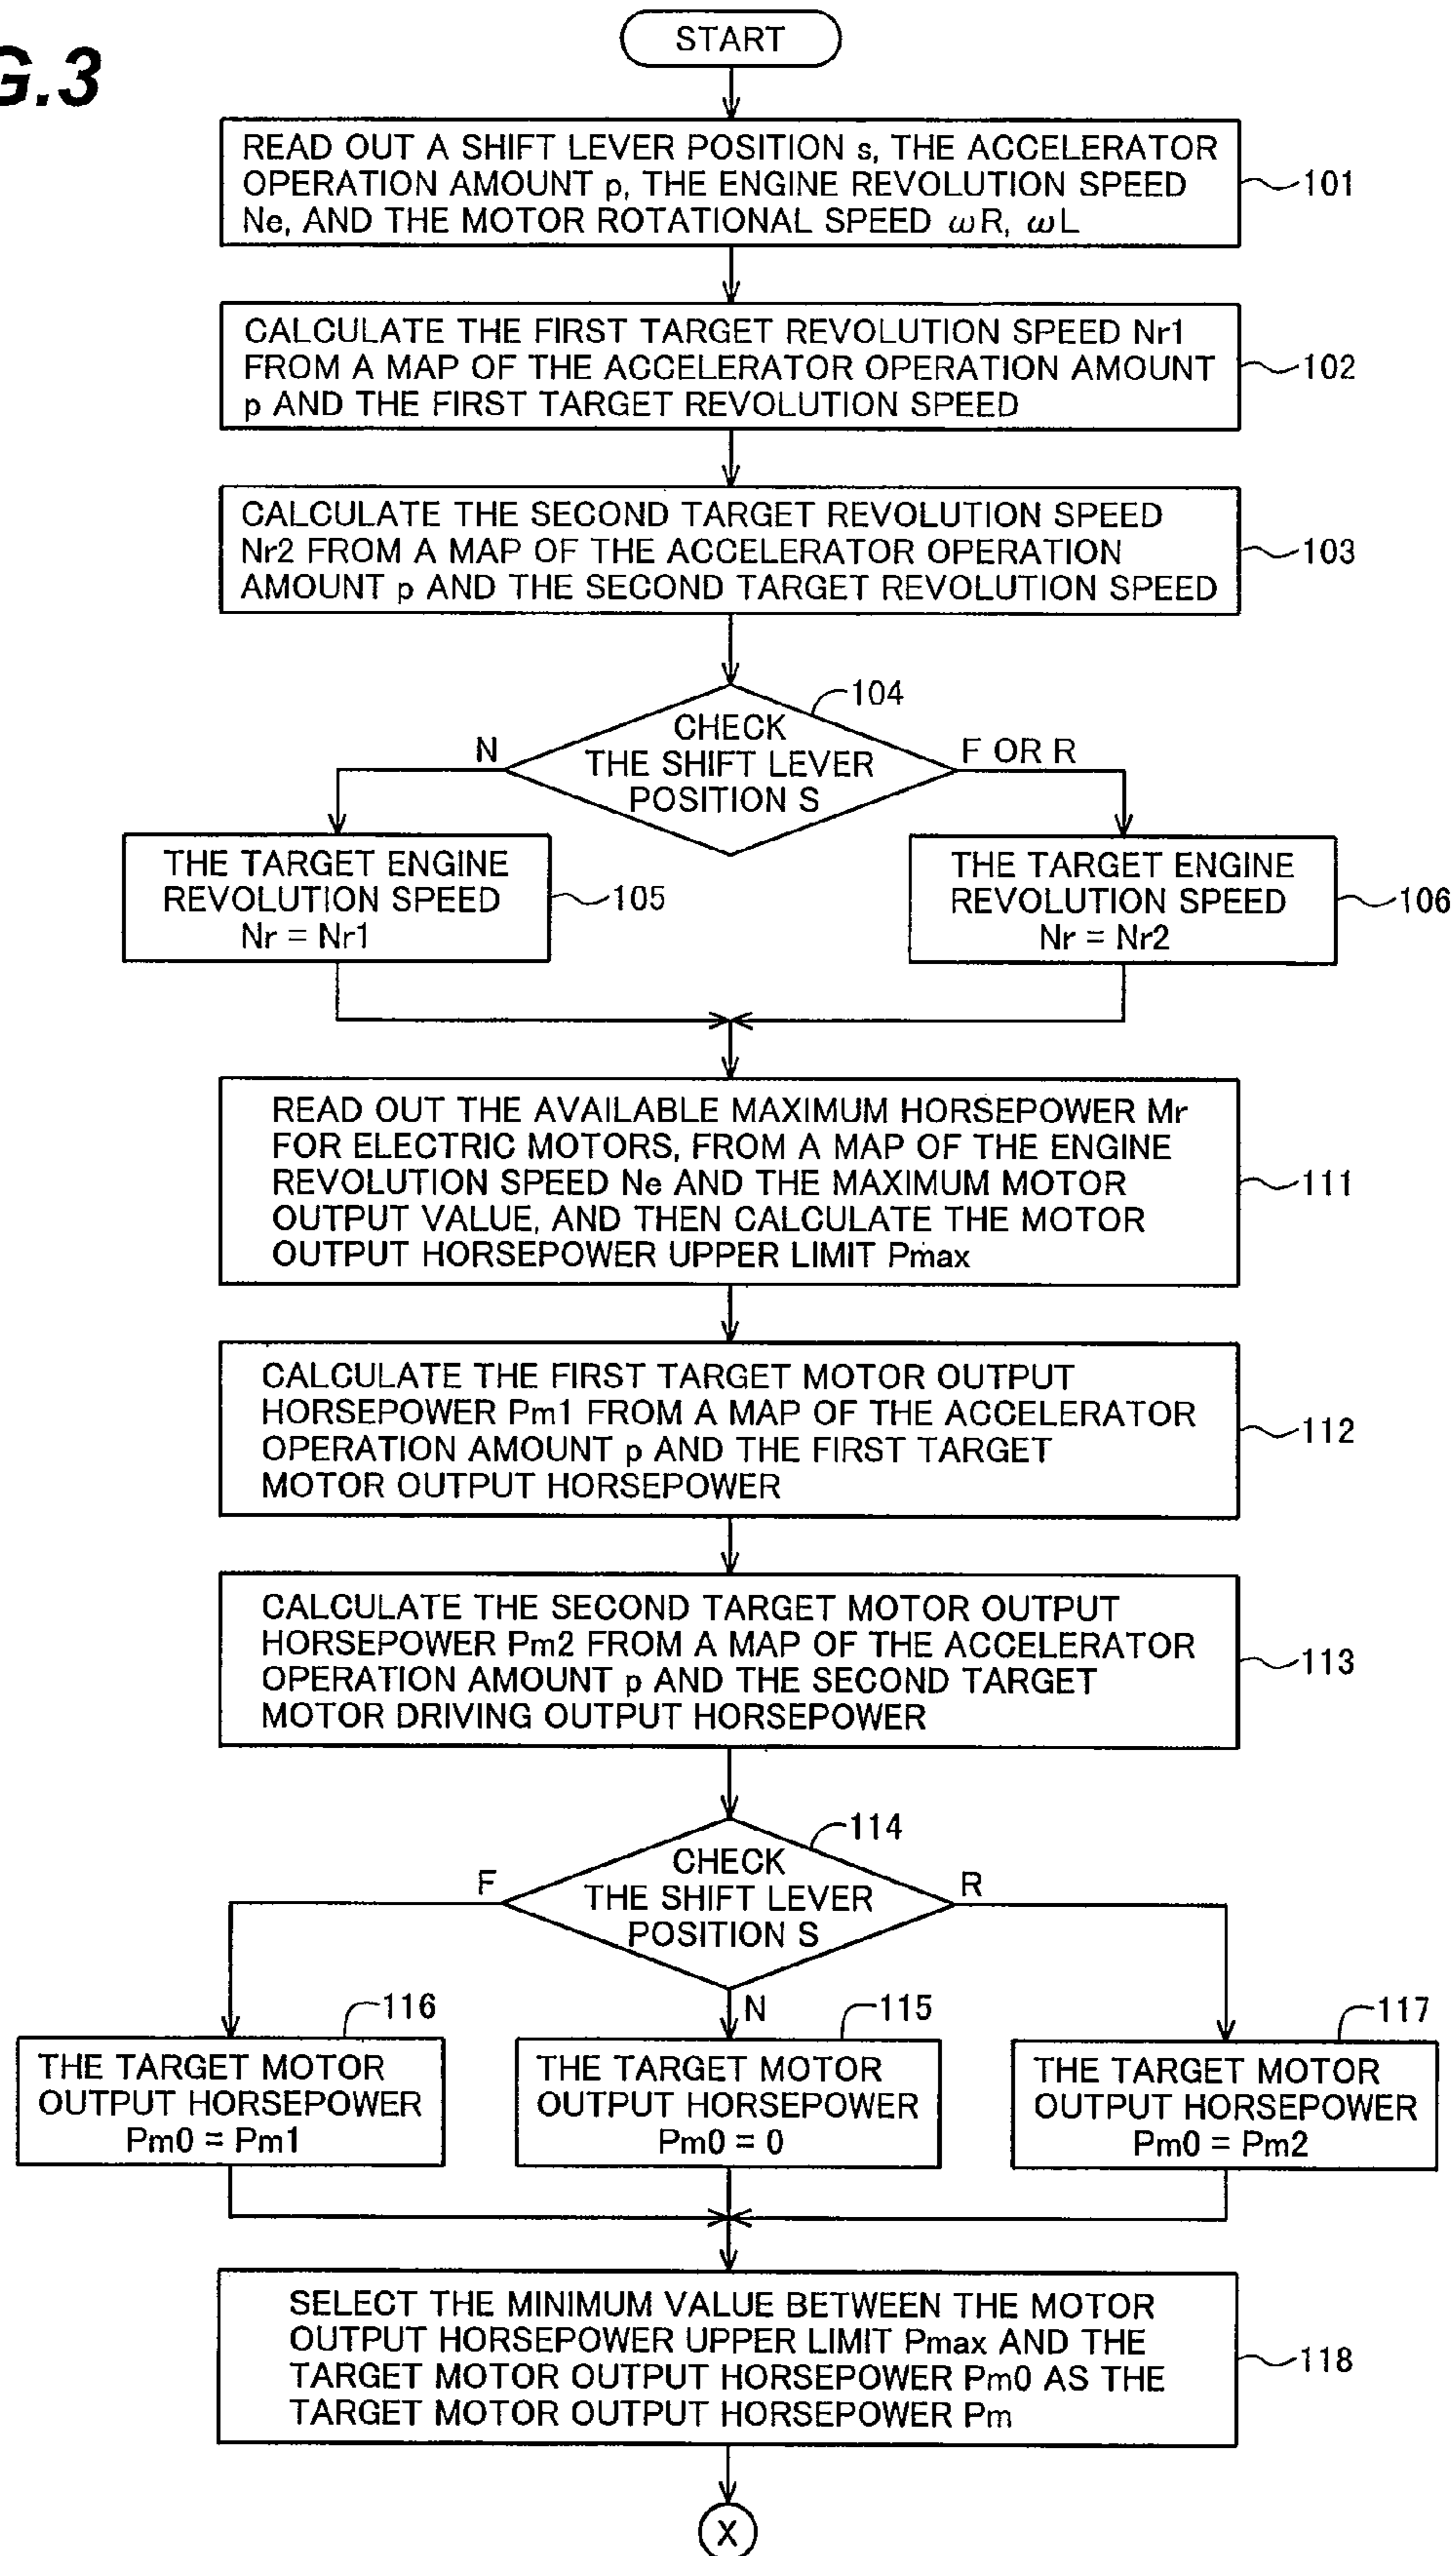 G.3
START
READ OUT A SHIFT LEVER POSITION s, THE ACCELERATOR
OPERATION AMOUNT p, THE ENGINE REVOLUTION SPEED
Ne, AND THE MOTOR ROTATIONAL SPEED ωR, ωL
101
CALCULATE THE FIRST TARGET REVOLUTION SPEED Nr1
FROM A MAP OF THE ACCELERATOR OPERATION AMOUNT
p AND THE FIRST TARGET REVOLUTION SPEED
102
CALCULATE THE SECOND TARGET REVOLUTION SPEED
Nr2 FROM A MAP OF THE ACCELERATOR OPERATION
AMOUNT p AND THE SECOND TARGET REVOLUTION SPEED
103
104
CHECK
THE SHIFT LEVER
POSITION S
N
F OR R
THE TARGET ENGINE
REVOLUTION SPEED
Nr = Nr1
105
THE TARGET ENGINE
REVOLUTION SPEED
Nr = Nr2
106
READ OUT THE AVAILABLE MAXIMUM HORSEPOWER Mr
FOR ELECTRIC MOTORS, FROM A MAP OF THE ENGINE
REVOLUTION SPEED Ne AND THE MAXIMUM MOTOR
OUTPUT VALUE, AND THEN CALCULATE THE MOTOR
OUTPUT HORSEPOWER UPPER LIMIT Pmax
111
CALCULATE THE FIRST TARGET MOTOR OUTPUT
HORSEPOWER Pm1 FROM A MAP OF THE ACCELERATOR
OPERATION AMOUNT p AND THE FIRST TARGET
MOTOR OUTPUT HORSEPOWER
112
CALCULATE THE SECOND TARGET MOTOR OUTPUT
HORSEPOWER Pm2 FROM A MAP OF THE ACCELERATOR
OPERATION AMOUNT p AND THE SECOND TARGET
MOTOR DRIVING OUTPUT HORSEPOWER
113
114
CHECK
THE SHIFT LEVER
POSITION S
F
R
N
116
THE TARGET MOTOR
OUTPUT HORSEPOWER
Pm0 = Pm1
115
THE TARGET MOTOR
OUTPUT HORSEPOWER
Pm0 = 0
117
THE TARGET MOTOR
OUTPUT HORSEPOWER
Pm0 = Pm2
SELECT THE MINIMUM VALUE BETWEEN THE MOTOR
OUTPUT HORSEPOWER UPPER LIMIT Pmax AND THE
TARGET MOTOR OUTPUT HORSEPOWER Pm0 AS THE
TARGET MOTOR OUTPUT HORSEPOWER Pm
118
X